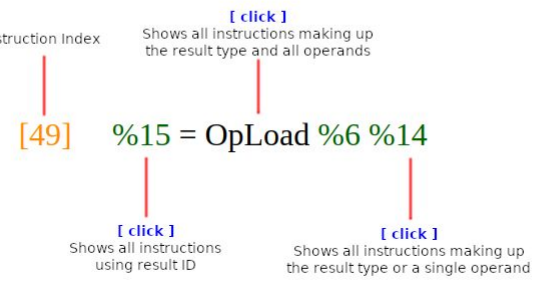 [ click ]
Shows all instructions making up
the result type and all operands
struction Index
[49] %15 = OpLoad %6 %14
[ click ]
Shows all instructions
using result ID
[ click ]
Shows all instructions making up
the result type or a single operand